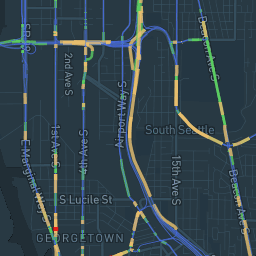 Beacon Ave S
2nd Ave S
Airport Way S
South Seattle
1st Ave S
4th Ave S
15th Ave S
E Marginal Way S
Beacon Ave S
S Lucile St
GEORGETOWN